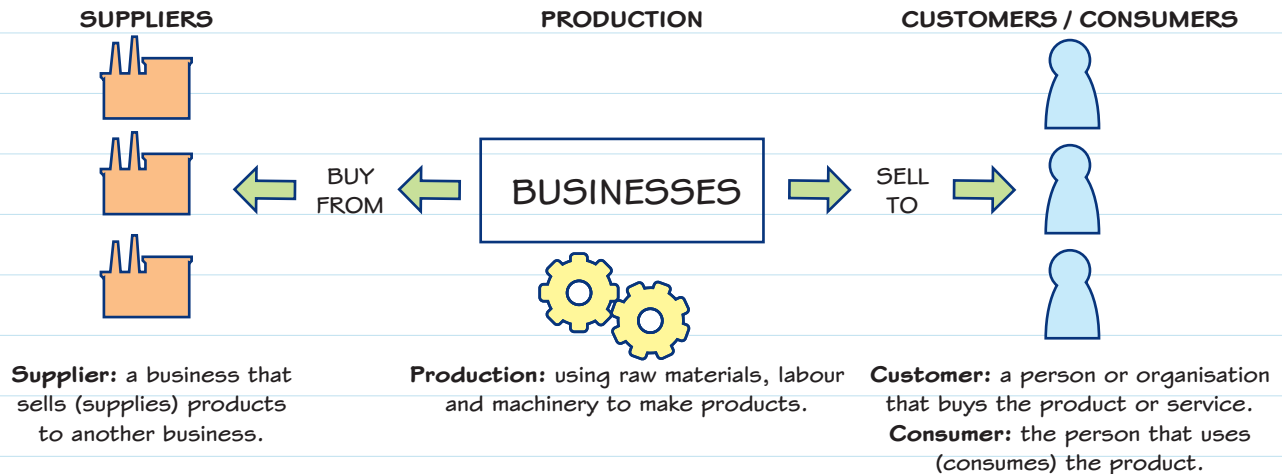 SUPPLIERS
PRODUCTION
CUSTOMERS / CONSUMERS
BUY
FROM
BUSINESSES
SELL
TO
Supplier: a business that
sells (supplies) products
to another business.
Production: using raw materials, labour
and machinery to make products.
Customer: a person or organisation
that buys the product or service.
Consumer: the person that uses
(consumes) the product.